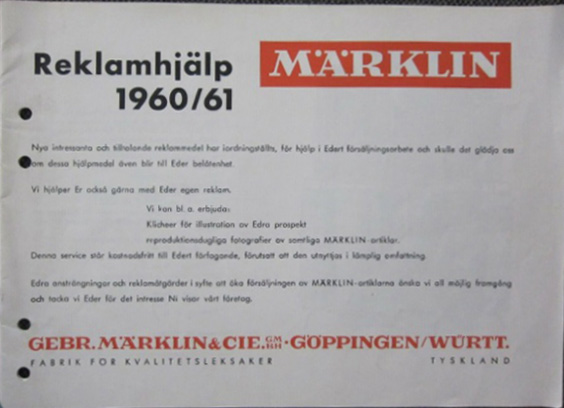 Reklamhjälp
1960/61
MÄRKLIN
Nya intressanta och tilltalande reklammedel har iordningställts, för hjälp i Edert försäljningsarbete och skulle det glädja oss
om dessa hjälpmedel även blir till Eder belåtenhet.
Vi hjälper Er också gärna med Eder egen reklam.
Vi kan bl. a. erbjuda:
Klicheer för illustration av Edra prospekt
reproduktionsdugliga fotografier av samtliga MÄRKLIN-artiklar.
Denna service står kostnadsfritt till Edert förfogande, förutsatt att den utnyttjas i lämplig omfattning.
Edra ansträngningar och reklamåtgärder i syfte att öka försäljningen av MÄRKLIN-artiklarna önska vi all möjlig framgång
och tacka vi Eder för det intresse Ni visar vårt företag.
GEBR. MÄRKLIN & CIE. GMBH · GÖPPINGEN/WÜRTT.
FABRIK FÖR KVALITETSLEKSAKER TYSKLAND